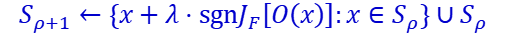 S_{ρ+1} ← {x + λ · sgnJ_F[O(x)]: x ∈ S_ρ} ∪ S_ρ